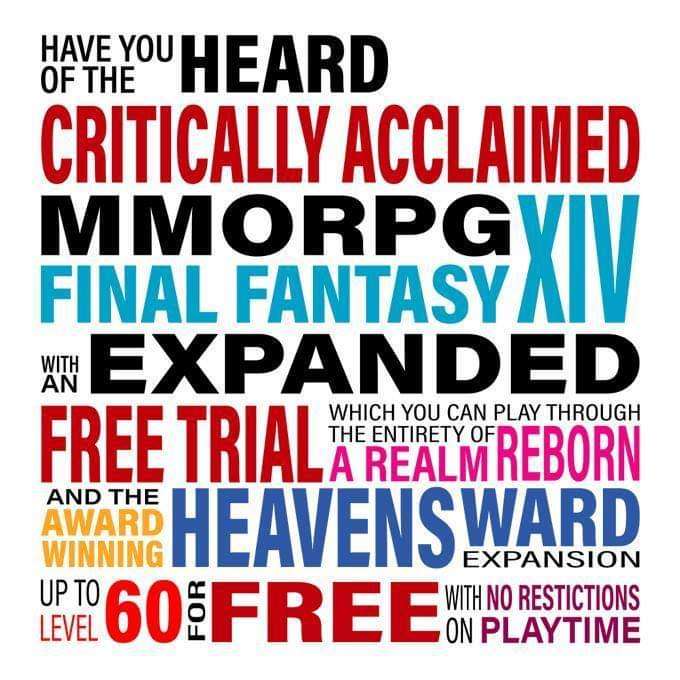 HAVE YOU HEARD
OF THE
CRITICALLY ACCLAIMED
MMORPG
FINAL FANTASY XIV
WITH AN EXPANDED
FREE TRIAL
WHICH YOU CAN PLAY THROUGH
THE ENTIRETY OF
A REALM REBORN
AND THE
AWARD
WINNING
HEAVENSWARD
EXPANSION
UP TO
LEVEL 60
FOR FREE
WITH NO RESTICTIONS
ON PLAYTIME